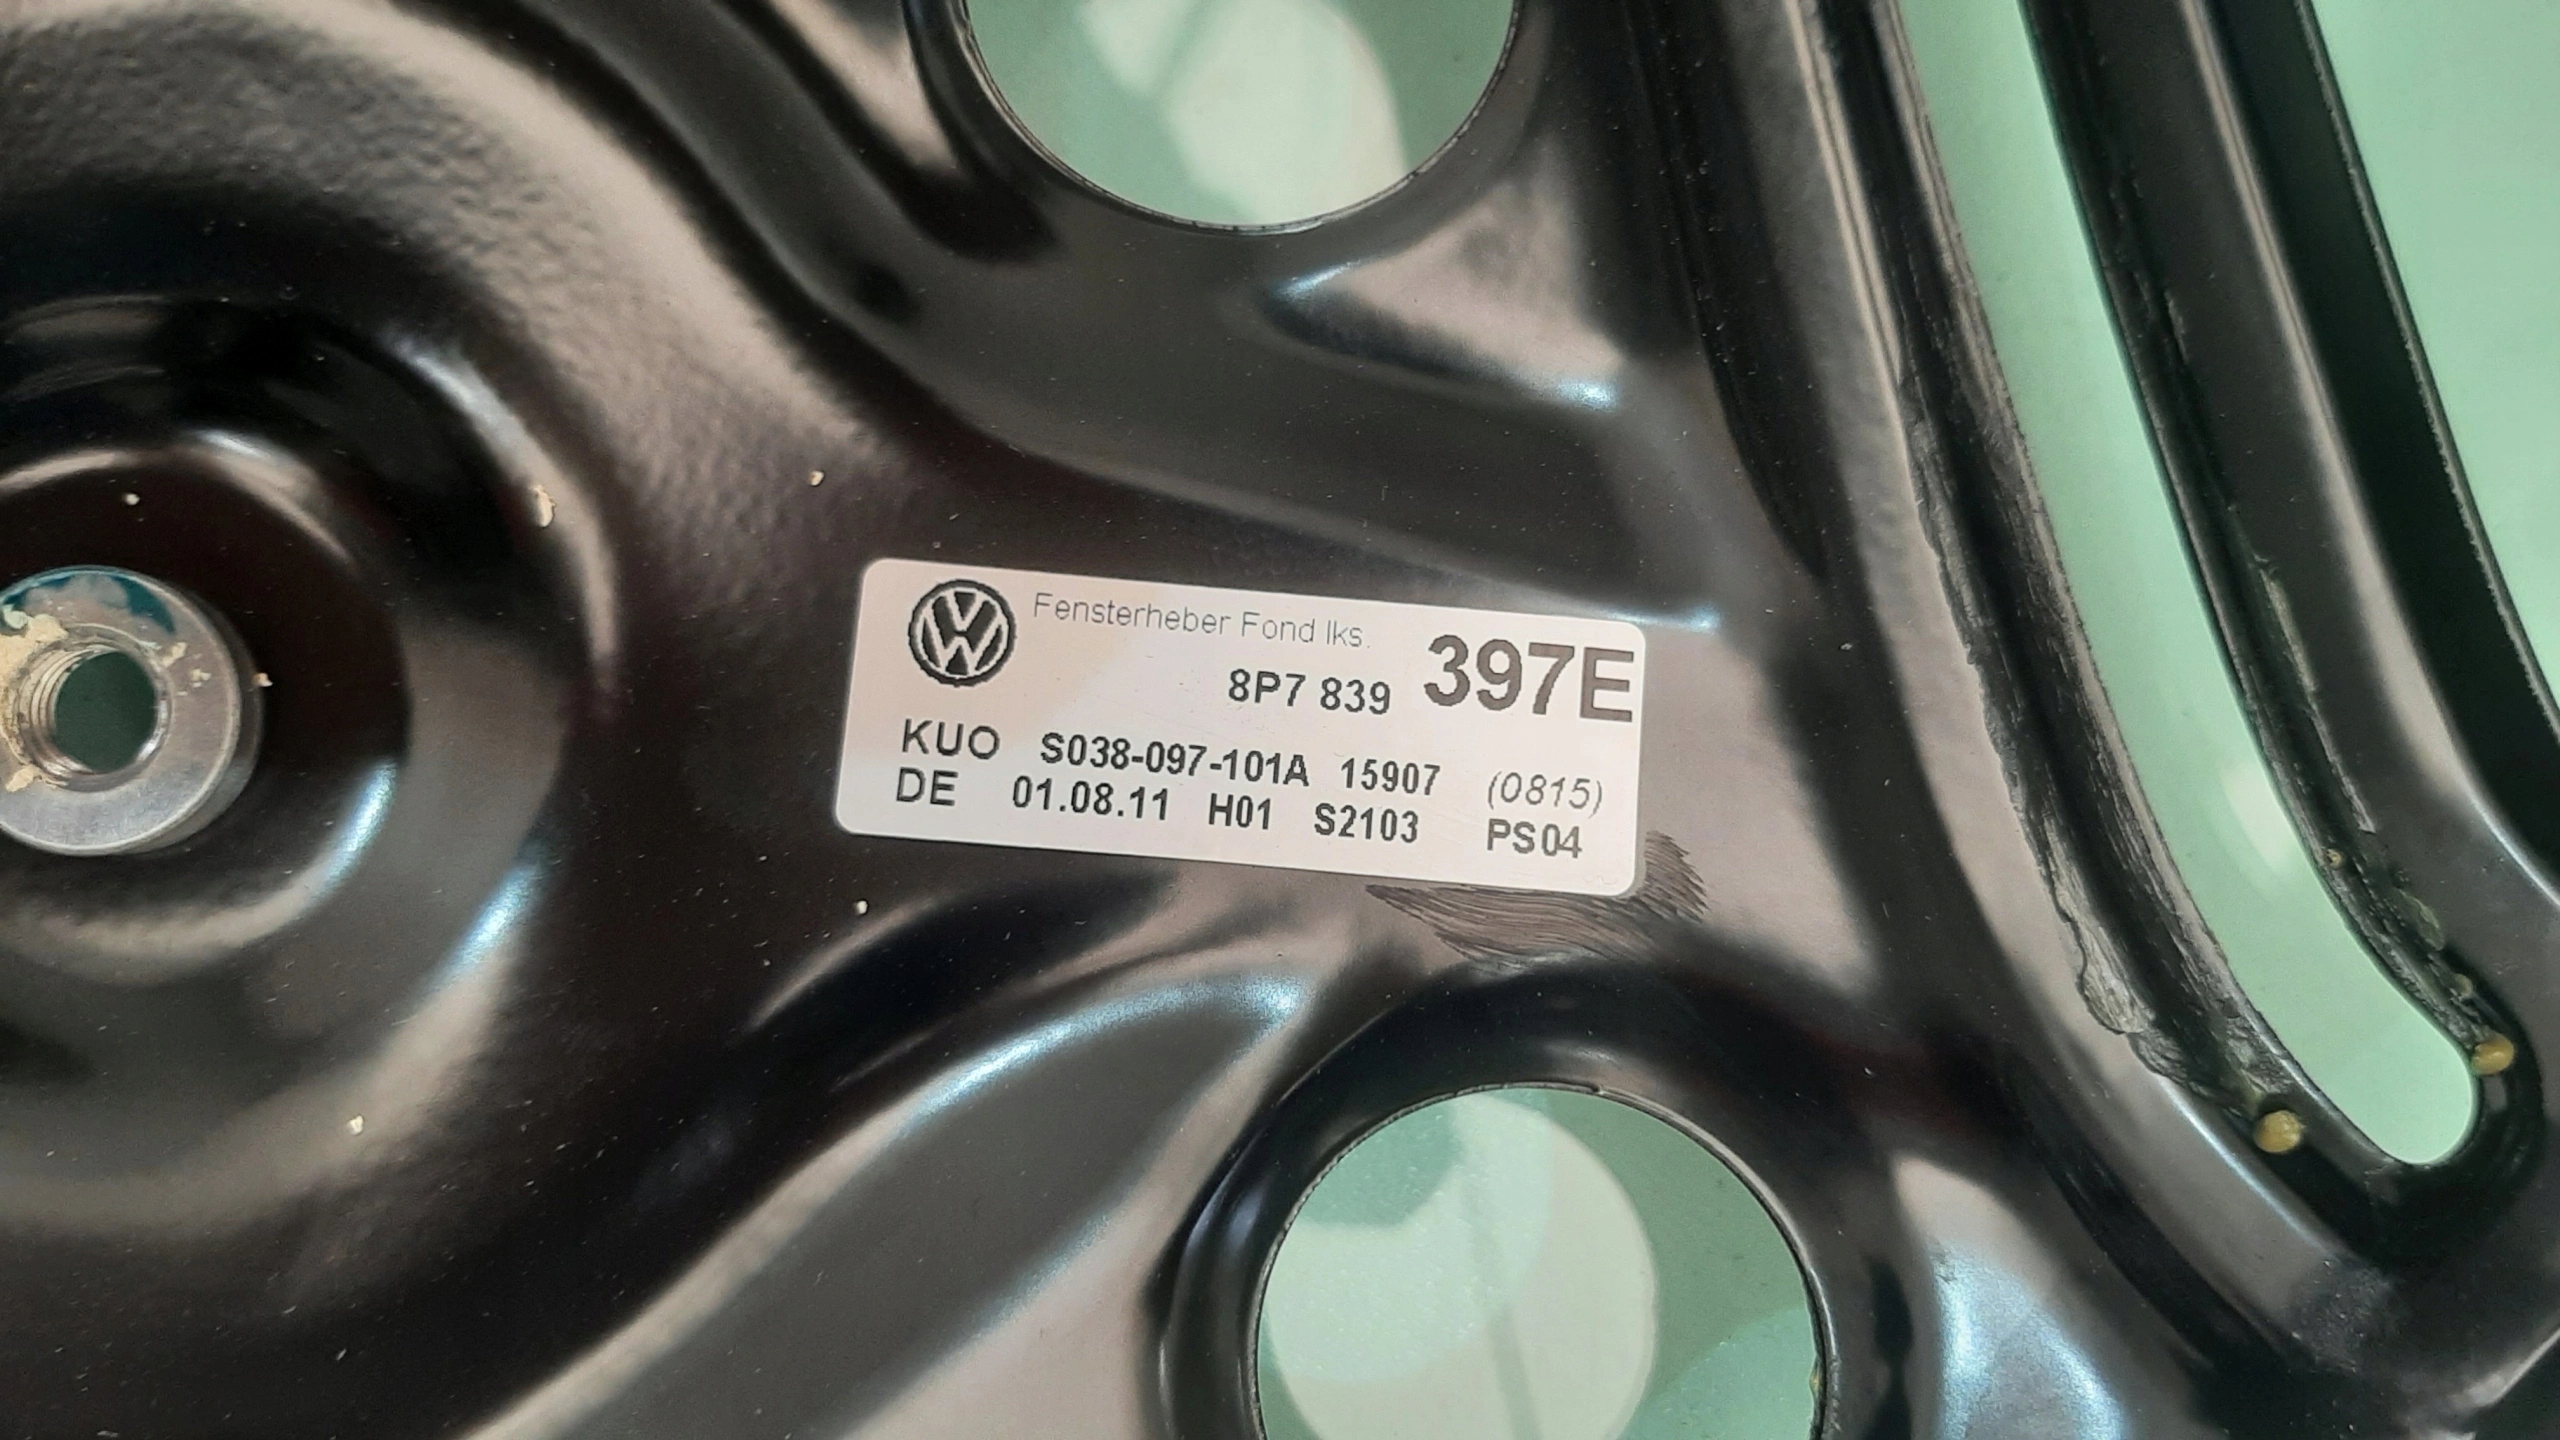 Fensterheber Fond lks.
8P7 839 397E
KUO S038-097-101A 15907 (0815)
DE 01.08.11 H01 S2103 PS04